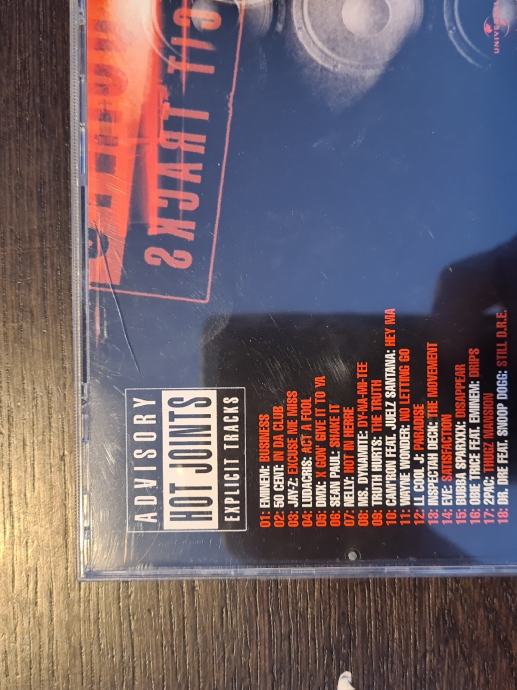 ADVISORY
HOT JOINTS
EXPLICIT TRACKS
01: EMINEM: BUSINESS
02: 50 CENT: IN DA CLUB
03: JAY-Z: EXCUSE ME MISS
04: LUDACRIS: ACT A FOOL
05: DMX: X GON' GIVE IT TO YA
06: SEAN PAUL: SHAKE IT
07: NELLY: HOT IN HERRE
08: MS. DYNAMITE: DY-NA-MI-TEE
09: TRUTH HURTS: THE TRUTH
10: CAM'RON FEAT. JUELZ SANTANA: HEY MA
11: WAYNE WONDER: NO LETTING GO
12: LL COOL J: PARADISE
13: INSPECTAH DECK: THE MOVEMENT
14: EVE: SATISFACTION
15: BUBBA SPARXXX: DISAPPEAR
16: OBIE TRICE FEAT. EMINEM: DRIPS
17: 2PAC: THUGZ MANSION
18: DR. DRE FEAT. SNOOP DOGG: STILL D.R.E.
TRACKS
UNIVERSAL